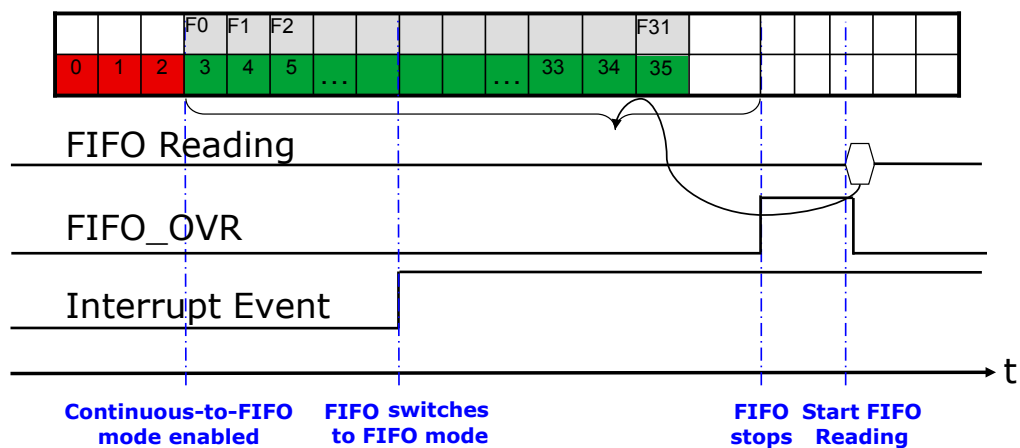 F0 F1 F2 F31
0 1 2 3 4 5 ... ... 33 34 35
FIFO Reading
FIFO_OVR
Interrupt Event
t
Continuous-to-FIFO
mode enabled
FIFO switches
to FIFO mode
FIFO
stops
Start FIFO
Reading